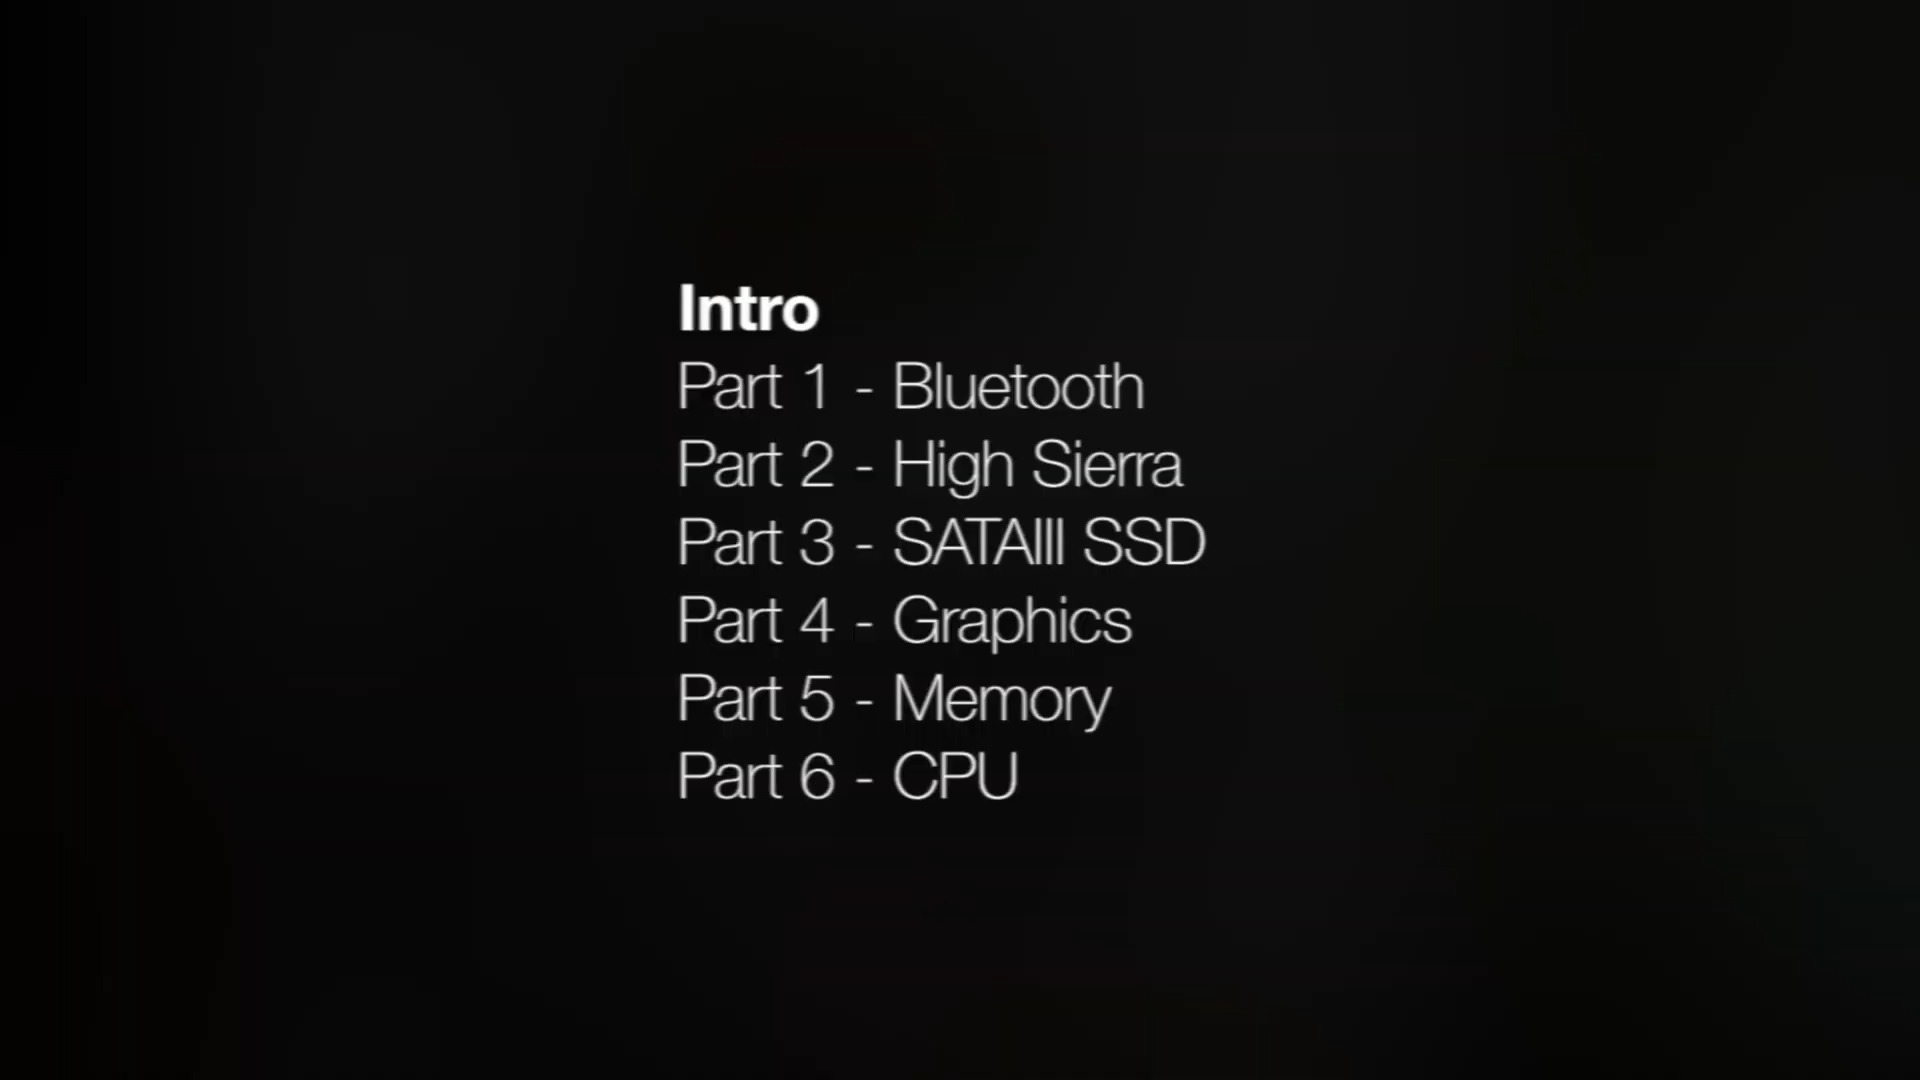 Intro
Part 1 - Bluetooth
Part 2 - High Sierra
Part 3 - SATAIII SSD
Part 4 - Graphics
Part 5 - Memory
Part 6 - CPU